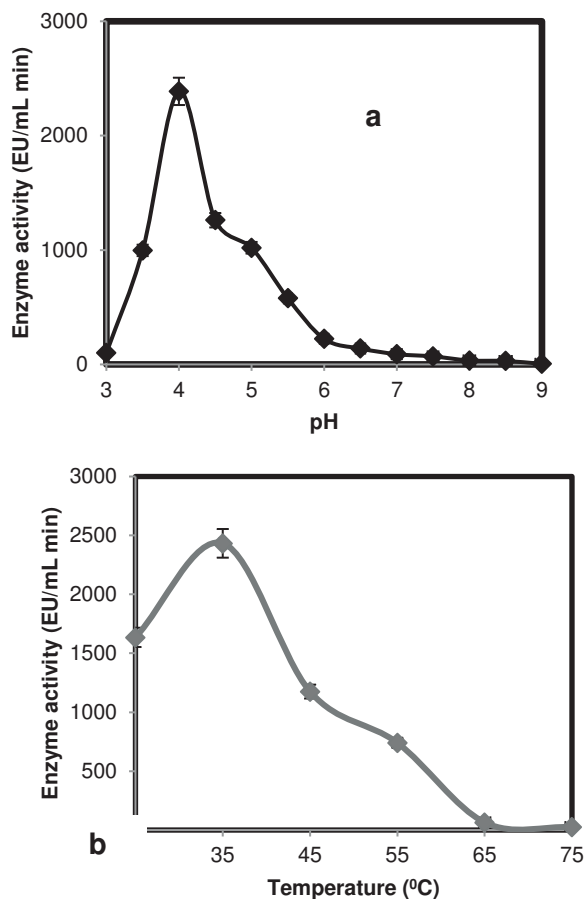 3000
2000
1000
0
Enzyme activity (EU/mL min)
a
3 4 5 6 7 8 9
pH
3000
2500
2000
1500
1000
500
Enzyme activity (EU/mL min)
b
35 45 55 65 75
Temperature (⁰C)